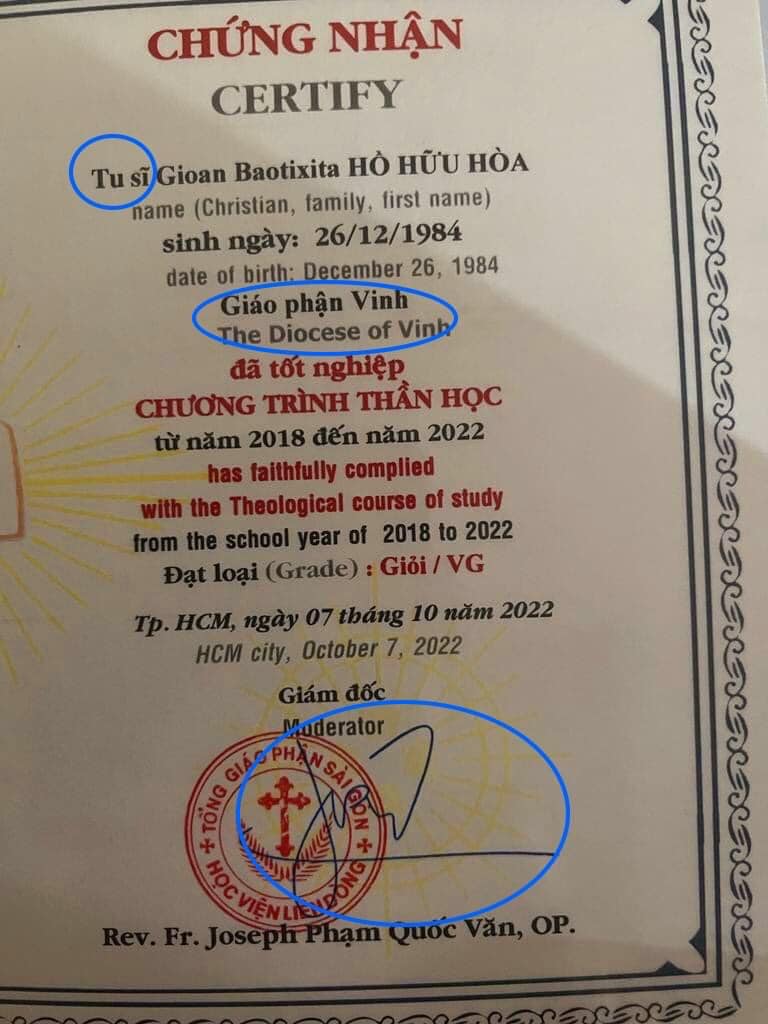 CHỨNG NHẬN
CERTIFY
Tu sĩ Gioan Baotixita HỒ HỮU HÒA
name (Christian, family, first name)
sinh ngày: 26/12/1984
date of birth: December 26, 1984
Giáo phận Vinh
The Diocese of Vinh
đã tốt nghiệp
CHƯƠNG TRÌNH THẦN HỌC
từ năm 2018 đến năm 2022
has faithfully complied
with the Theological course of study
from the school year of 2018 to 2022
Đạt loại (Grade) : Giỏi / VG
Tp. HCM, ngày 07 tháng 10 năm 2022
HCM city, October 7, 2022
Giám đốc
Moderator
TỔNG GIÁO PHẬN SÀI GÒN
HỌC VIỆN LIÊN DÒNG
Rev. Fr. Joseph Phạm Quốc Văn, OP.